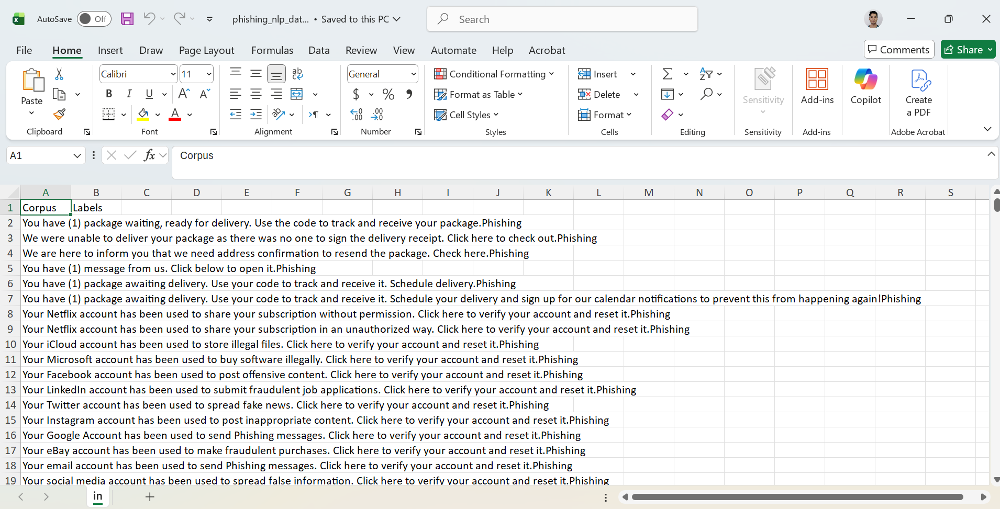 AutoSave Off phishing_nlp_dat... • Saved to this PC Search
File Home Insert Draw Page Layout Formulas Data Review View Automate Help Acrobat Comments Share
Paste
Clipboard
Calibri 11
B I U A A
A
Font
ab
Alignment
General
$ % 9
.00 .00
Number
Conditional Formatting
Format as Table
Cell Styles
Styles
Insert
Delete
Format
Cells
Editing
Sensitivity
Sensitivity
Add-ins
Add-ins
Copilot
Create
a PDF
Adobe Acrobat
A1 fx Corpus
A B C D E F G H I J K L M N O P Q R S
1 Corpus Labels
2 You have (1) package waiting, ready for delivery. Use the code to track and receive your package.Phishing
3 We were unable to deliver your package as there was no one to sign the delivery receipt. Click here to check out.Phishing
4 We are here to inform you that we need address confirmation to resend the package. Check here.Phishing
5 You have (1) message from us. Click below to open it.Phishing
6 You have (1) package awaiting delivery. Use your code to track and receive it. Schedule delivery.Phishing
7 You have (1) package awaiting delivery. Use your code to track and receive it. Schedule your delivery and sign up for our calendar notifications to prevent this from happening again!Phishing
8 Your Netflix account has been used to share your subscription without permission. Click here to verify your account and reset it.Phishing
9 Your Netflix account has been used to share your subscription in an unauthorized way. Click here to verify your account and reset it.Phishing
10 Your iCloud account has been used to store illegal files. Click here to verify your account and reset it.Phishing
11 Your Microsoft account has been used to buy software illegally. Click here to verify your account and reset it.Phishing
12 Your Facebook account has been used to post offensive content. Click here to verify your account and reset it.Phishing
13 Your LinkedIn account has been used to submit fraudulent job applications. Click here to verify your account and reset it.Phishing
14 Your Twitter account has been used to spread fake news. Click here to verify your account and reset it.Phishing
15 Your Instagram account has been used to post inappropriate content. Click here to verify your account and reset it.Phishing
16 Your Google Account has been used to send Phishing messages. Click here to verify your account and reset it.Phishing
17 Your eBay account has been used to make fraudulent purchases. Click here to verify your account and reset it.Phishing
18 Your email account has been used to send Phishing messages. Click here to verify your account and reset it.Phishing
19 Your social media account has been used to spread false information. Click here to verify your account and reset it.Phishing
in